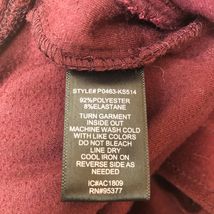 STYLE# P0463-KS514
92%POLYESTER
8%ELASTANE
TURN GARMENT
INSIDE OUT
MACHINE WASH COLD
WITH LIKE COLORS
DO NOT BLEACH
LINE DRY
COOL IRON ON
REVERSE SIDE AS
NEEDED
IC#AC1809
RN#95377